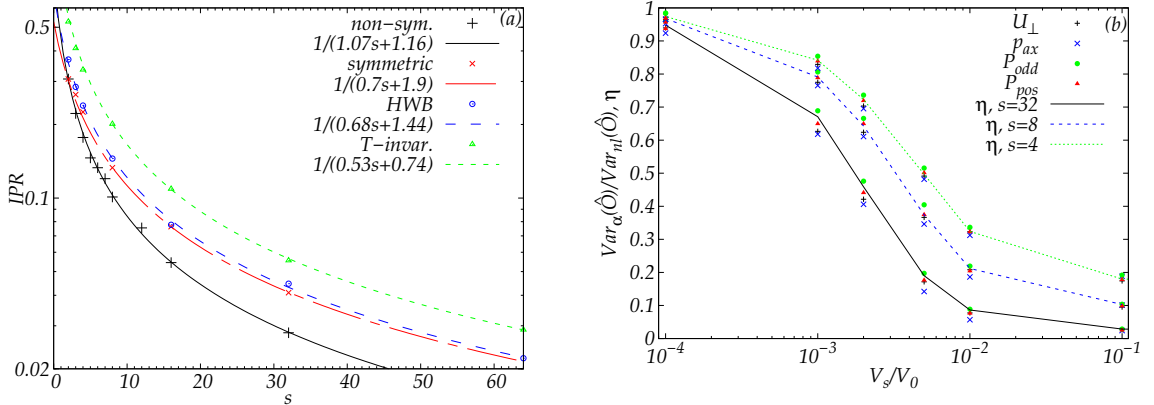 (a)
non-sym.
1/(1.07s+1.16)
symmetric
1/(0.7s+1.9)
HWB
1/(0.68s+1.44)
T-invar.
1/(0.53s+0.74)
0.5
0.1
0.02
IPR
0 10 20 30 40 50 60
s
(b)
U⊥
p_ax
P_odd
P_pos
η, s=32
η, s=8
η, s=4
1
0.9
0.8
0.7
0.6
0.5
0.4
0.3
0.2
0.1
0
Var_α(Ô)/Var_nl(Ô), η
10⁻⁴ 10⁻³ 10⁻² 10⁻¹
V_s/V_0